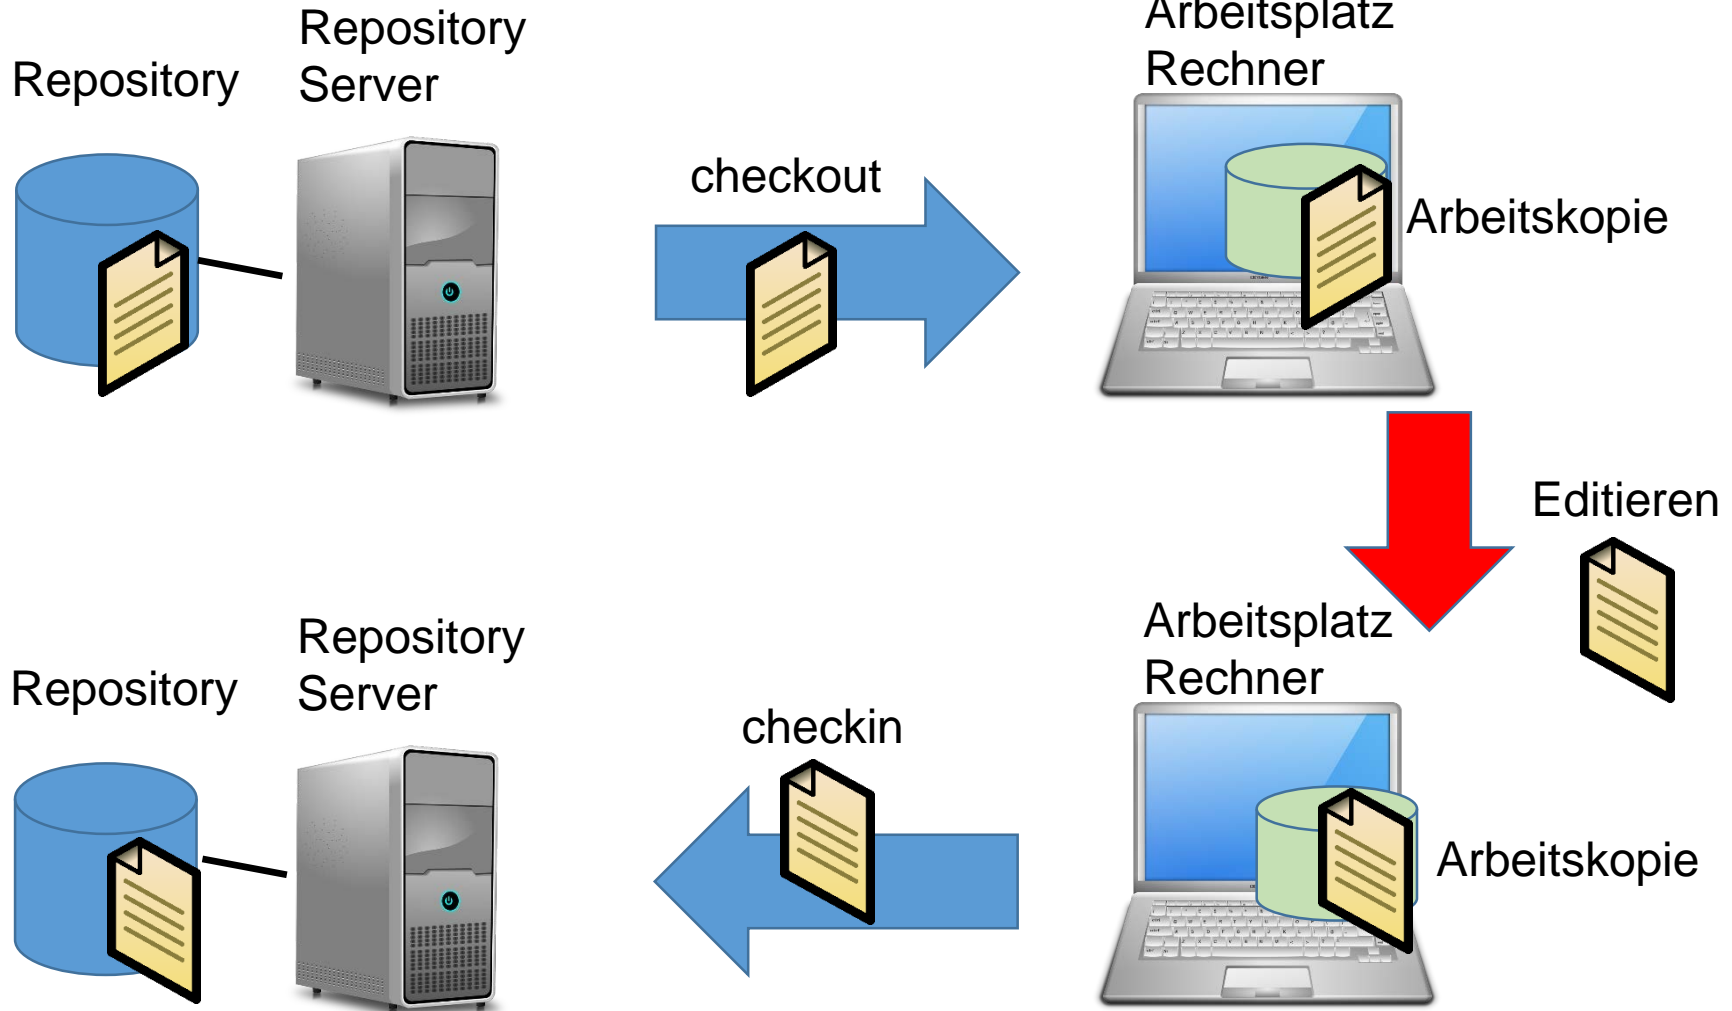 Repository
Repository
Server
Arbeitsplatz
Rechner
checkout
Arbeitskopie
Editieren
Repository
Repository
Server
checkin
Arbeitsplatz
Rechner
Arbeitskopie